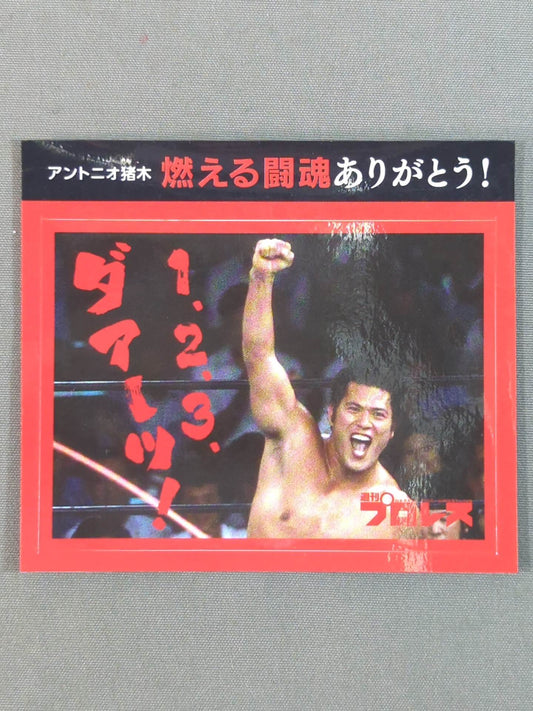 アントニオ猪木 燃える闘魂ありがとう!
1、2、3、
ダァーッ!
週刊
プロレス